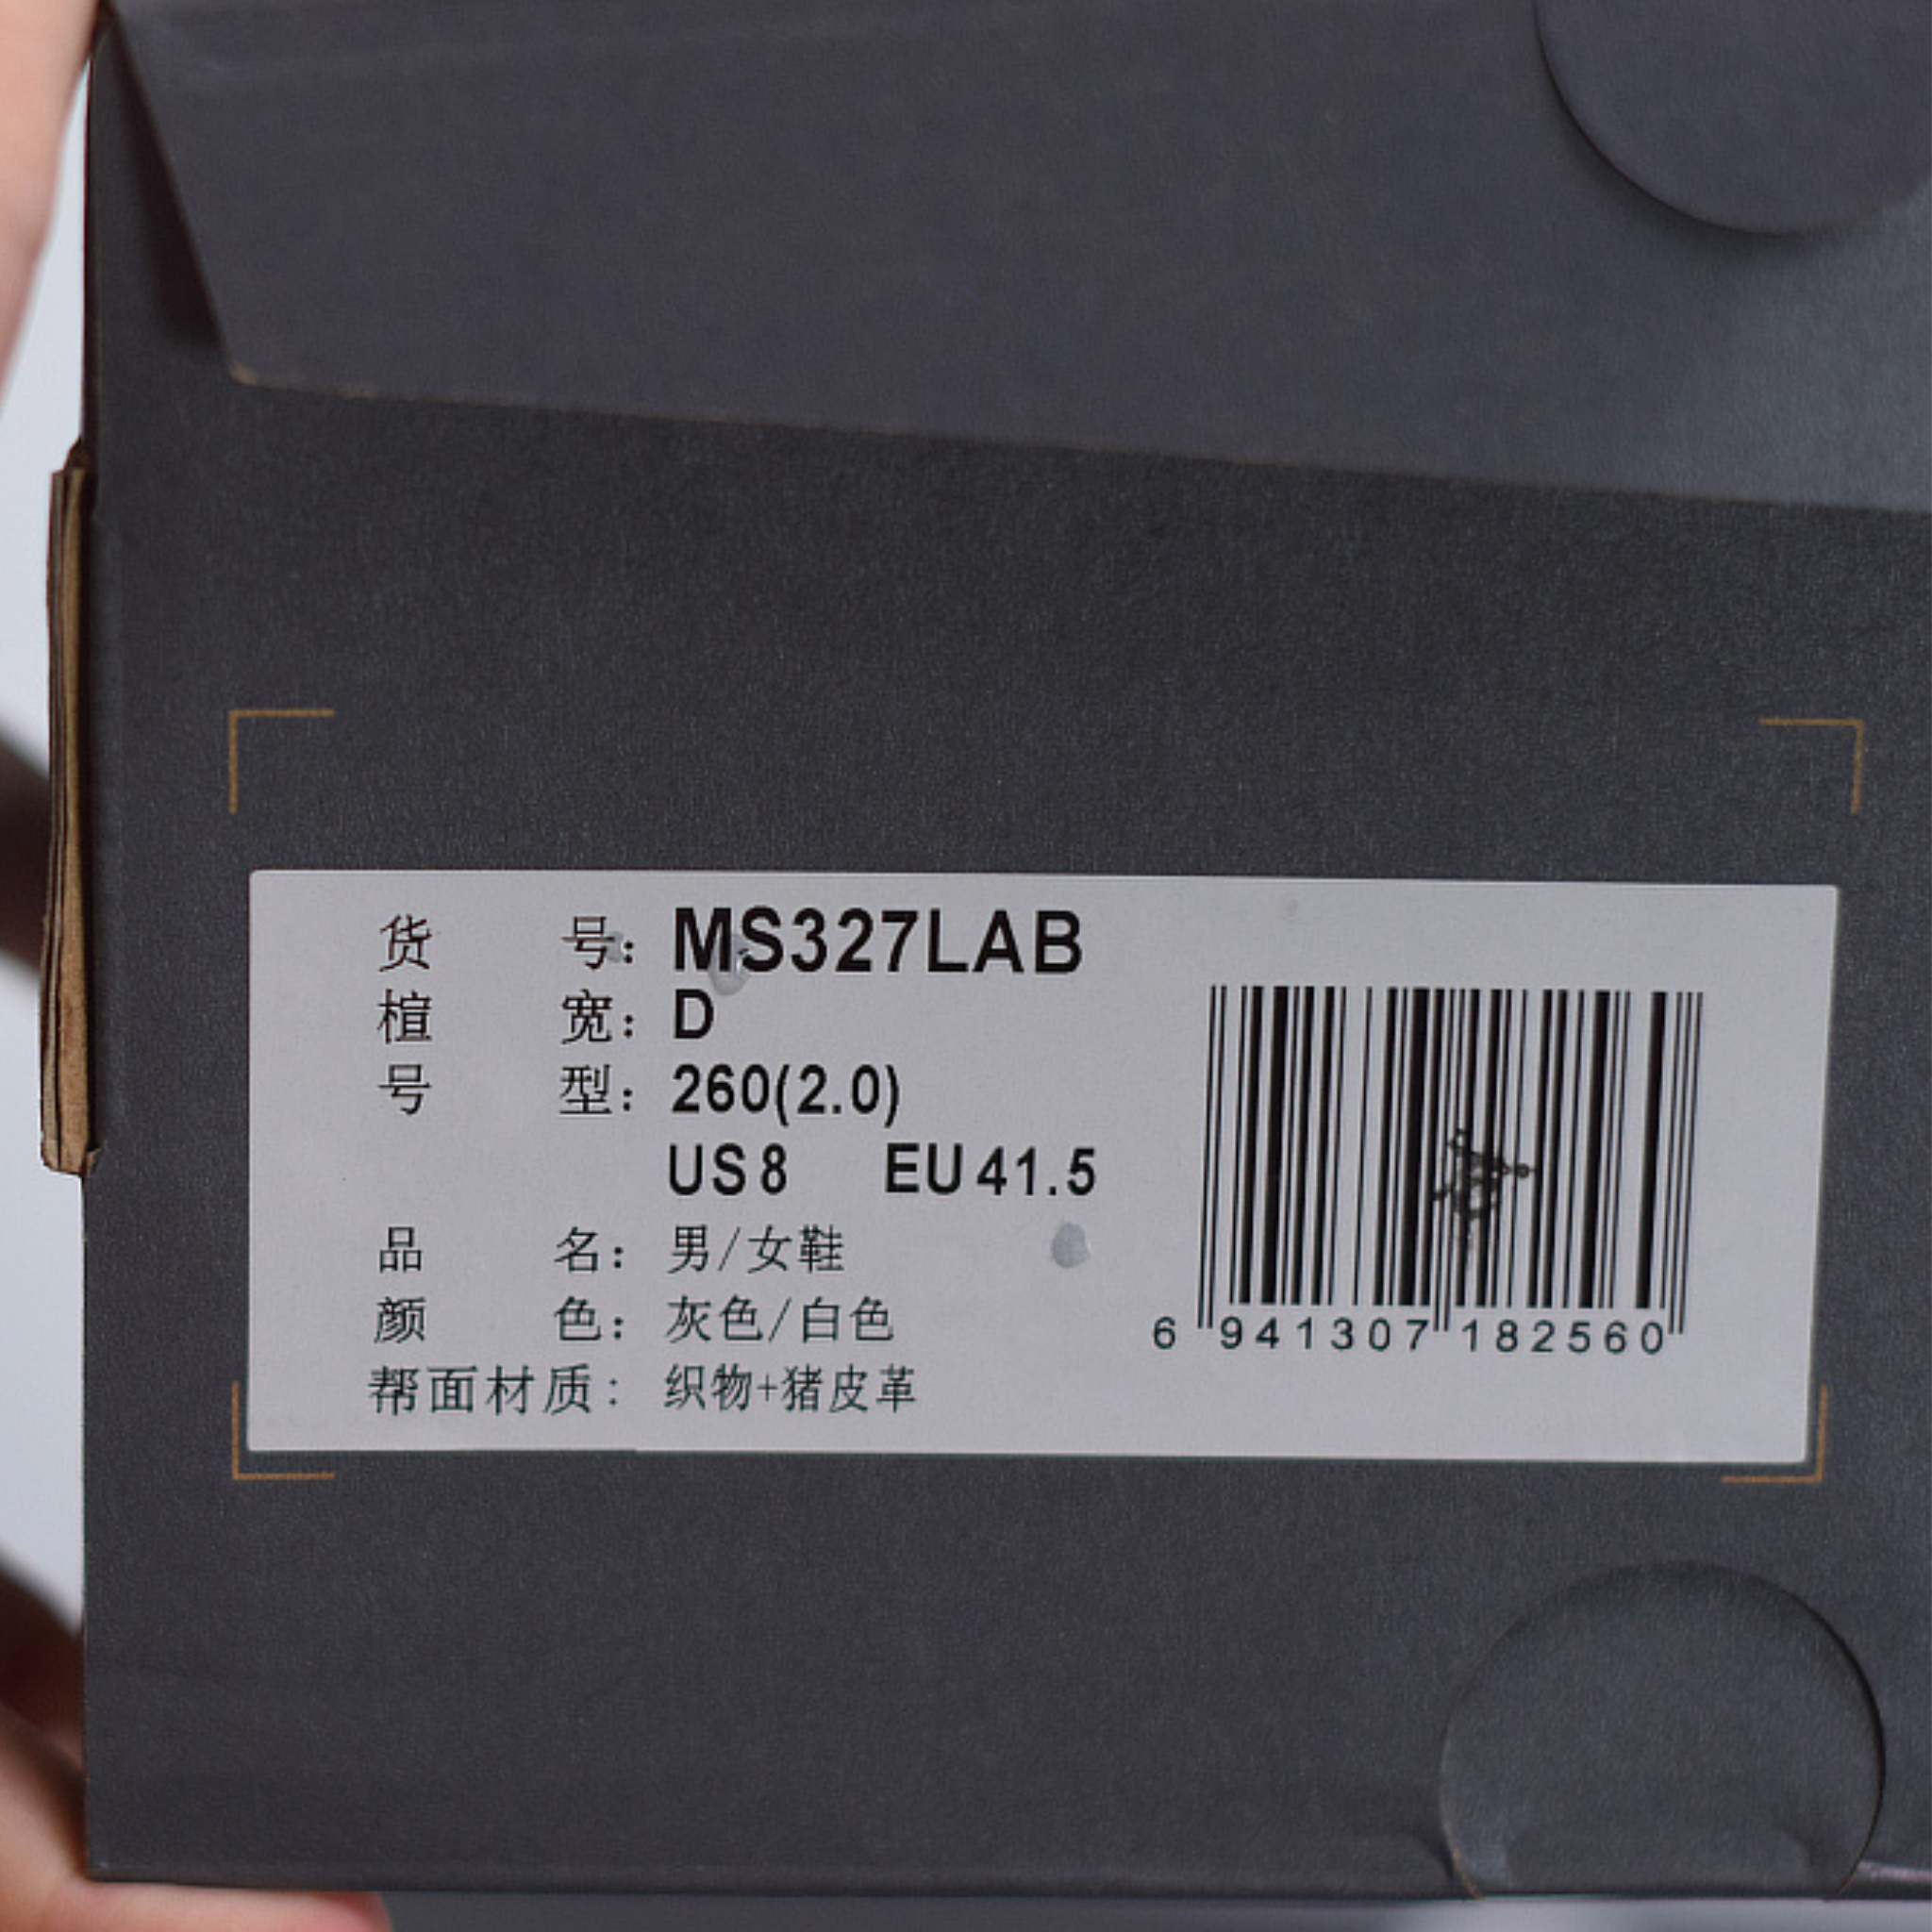 货 号: MS327LAB
楦 宽: D
号 型: 260(2.0)
US 8 EU 41.5
品 名: 男/女鞋
颜 色: 灰色/白色
帮面材质: 织物+猪皮革
6 941307 182560